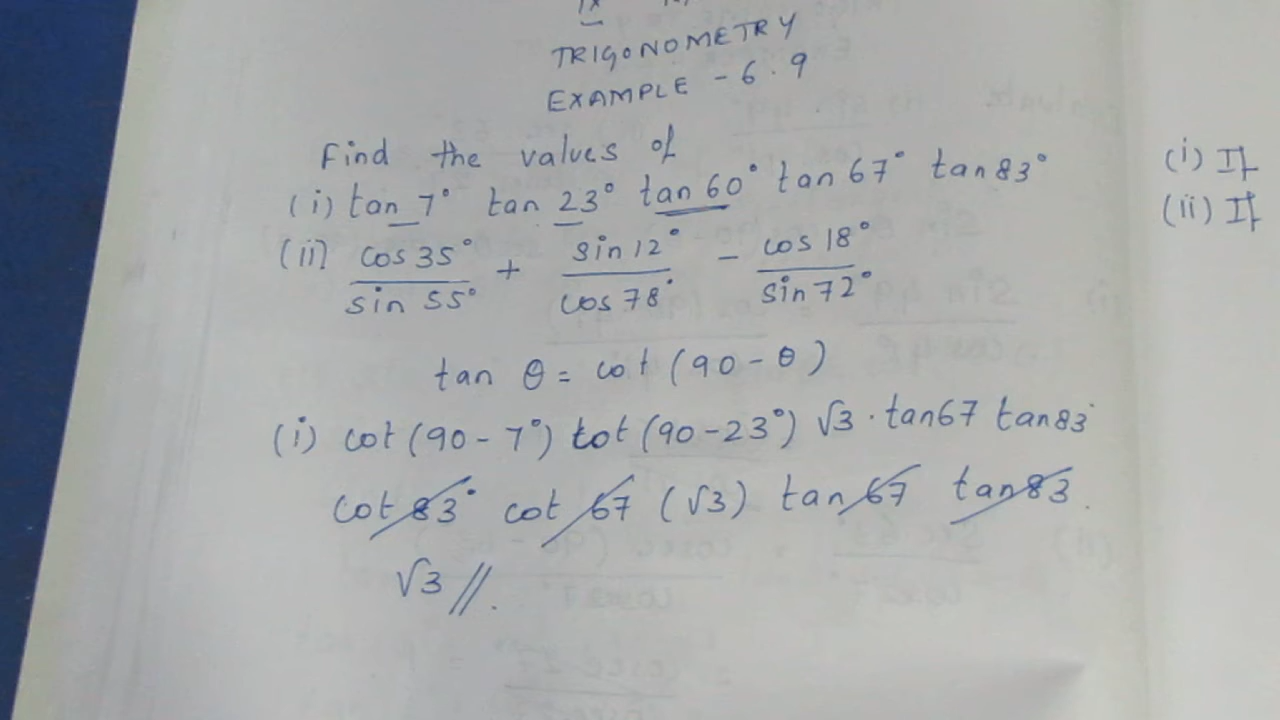 IX
TRIGONOMETRY
EXAMPLE - 6.9
Find the values of
(i) tan 7° tan 23° tan 60° tan 67° tan 83°
(ii) cos 35° / sin 55° + sin 12° / cos 78° - cos 18° / sin 72°
tan θ = cot (90 - θ)
(i) cot (90 - 7°) tot (90 - 23°) √3 · tan 67 tan 83°
cot 83° cot 67 (√3) tan 67 tan 83.
√3 //.
(i) If
(ii) If